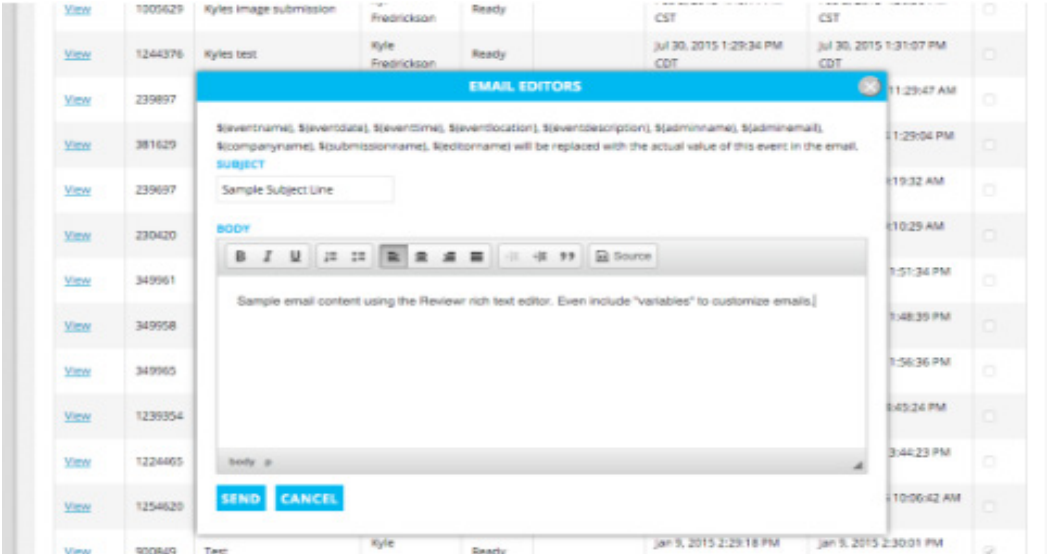 View 1005629 Kyles image submission Ready
Fredrickson CST CST
Kyle Jul 30, 2015 1:29:34 PM Jul 30, 2015 1:31:07 PM
View 1244376 Kyles test Ready
Fredrickson CDT CDT
EMAIL EDITORS
View 239897 11:29:47 AM
$(eventname), $(eventdate), $(eventtime), $(eventlocation), $(eventdescription), $(adminname), $(adminemail),
View 381629 1:29:04 PM
$(companyname), $(submissionname), $(editorname) will be replaced with the actual value of this event in the email.
SUBJECT
View 239697 Sample Subject Line :19:32 AM
BODY
View 230420 :10:29 AM
B I U Source
View 349961 1:51:34 PM
Sample email content using the Reviewr rich text editor. Even include "variables" to customize emails.
View 349958 1:48:39 PM
View 349965 1:56:36 PM
View 1239354 :45:24 PM
View 1224465 body p 3:44:23 PM
View 1254620 SEND CANCEL 10:06:42 AM
Kyle Jan 9, 2015 2:29:18 PM Jan 9, 2015 2:30:01 PM
View 900849 Test Ready